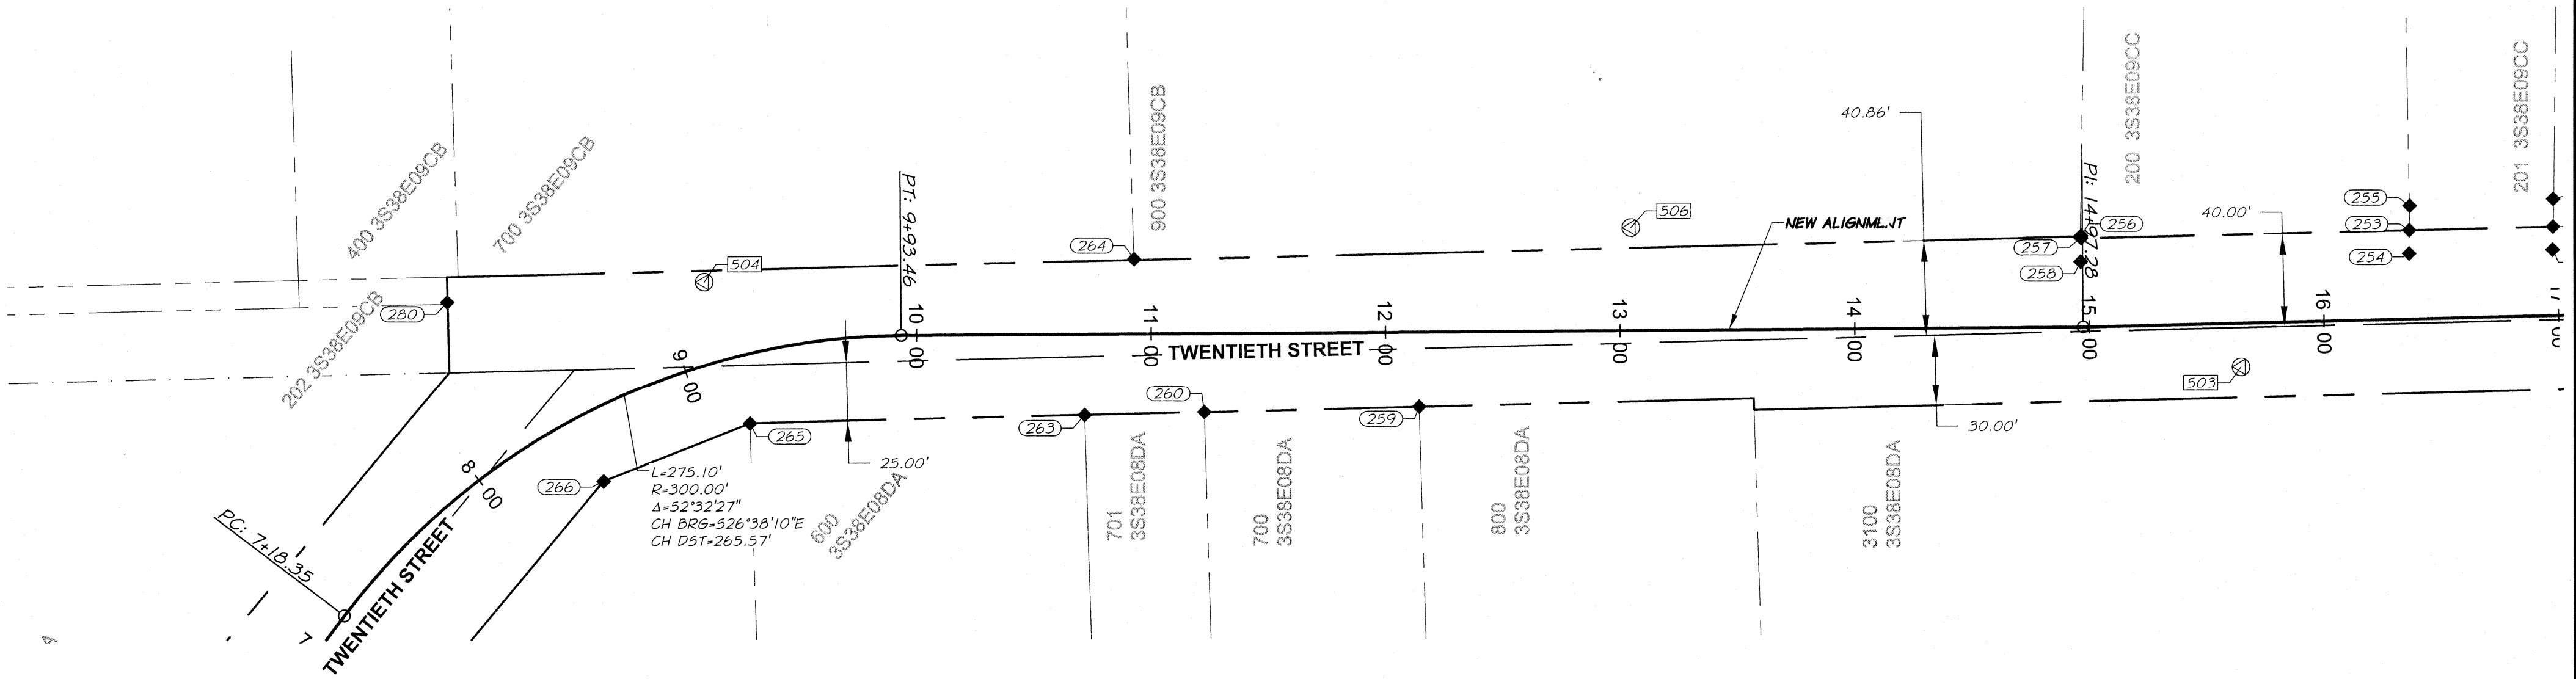 400 3S38E09CB
700 3S38E09CB
202 3S38E09CB
280
504
PT: 9+93.46
264
900 3S38E09CB
506
NEW ALIGNML.JT
40.86'
257
256
258
PI: 14+97.28
200 3S38E09CC
40.00'
255
253
254
201 3S38E09CC
PC: 7+18.35
7
TWENTIETH STREET
8 00
9 00
10 00
11 00
TWENTIETH STREET
12 00
13 00
14 00
15 00
16 00
266
265
L=275.10'
R=300.00'
Δ=52°32'27"
CH BRG=S26°38'10"E
CH DST=265.57'
25.00'
600
3S38E08DA
263
260
259
701
3S38E08DA
700
3S38E08DA
800
3S38E08DA
3100
3S38E08DA
30.00'
503
A